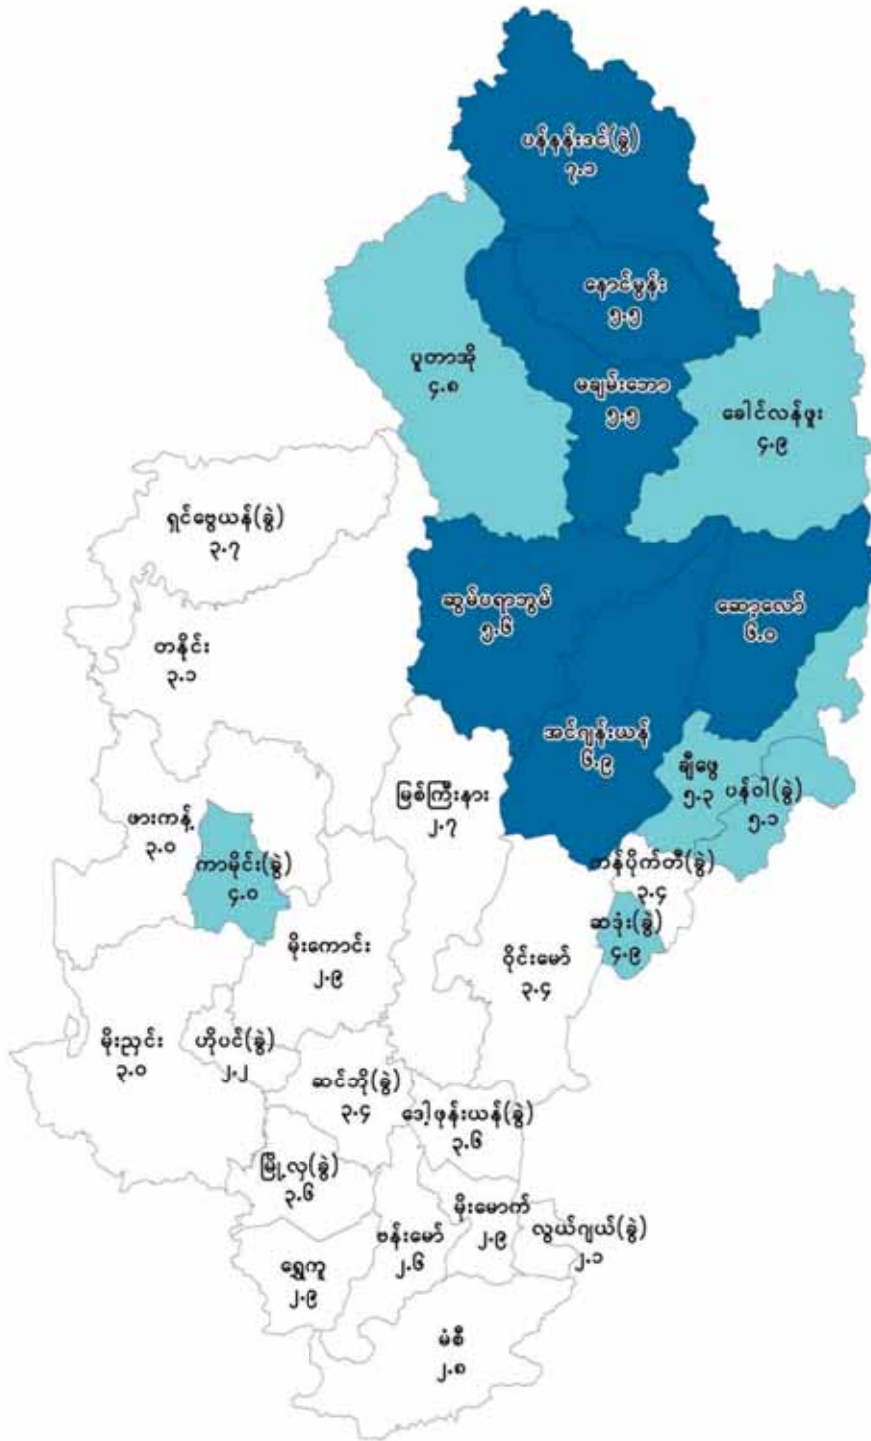 ပန်နန်းဒင်(ခွဲ)
၇.၁
နောင်မွန်း
၅.၅
ပူတာအို
၄.၈
မချမ်းဘော
၅.၅
ခေါင်လန်ဖူး
၄.၉
ရှင်ဗွေယန်(ခွဲ)
၃.၇
ဆွမ်ပရာဘွမ်
၅.၆
ဆော့လော်
၆.၀
တနိုင်း
၃.၁
အင်ဂျန်းယန်
၆.၉
ချီဖွေ
၅.၃
ပန်ဝါ(ခွဲ)
၅.၁
မြစ်ကြီးနား
၂.၇
ဖားကန့်
၃.၀
ကာမိုင်း(ခွဲ)
၄.၀
ကန်ပိုက်တီ(ခွဲ)
၃.၄
ဆဒုံး(ခွဲ)
၄.၉
မိုးကောင်း
၂.၉
ဝိုင်းမော်
၃.၄
မိုးညှင်း
၃.၀
ဟိုပင်(ခွဲ)
၂.၂
ဆင်ဘို(ခွဲ)
၃.၄
ဒေါ့ဖုန်းယန်(ခွဲ)
၃.၆
မြို့လှ(ခွဲ)
၃.၆
မိုးမောက်
၂.၉
ဗန်းမော်
၂.၆
လွယ်ဂျယ်(ခွဲ)
၂.၁
ရွှေကူ
၂.၉
မံစီ
၂.၈